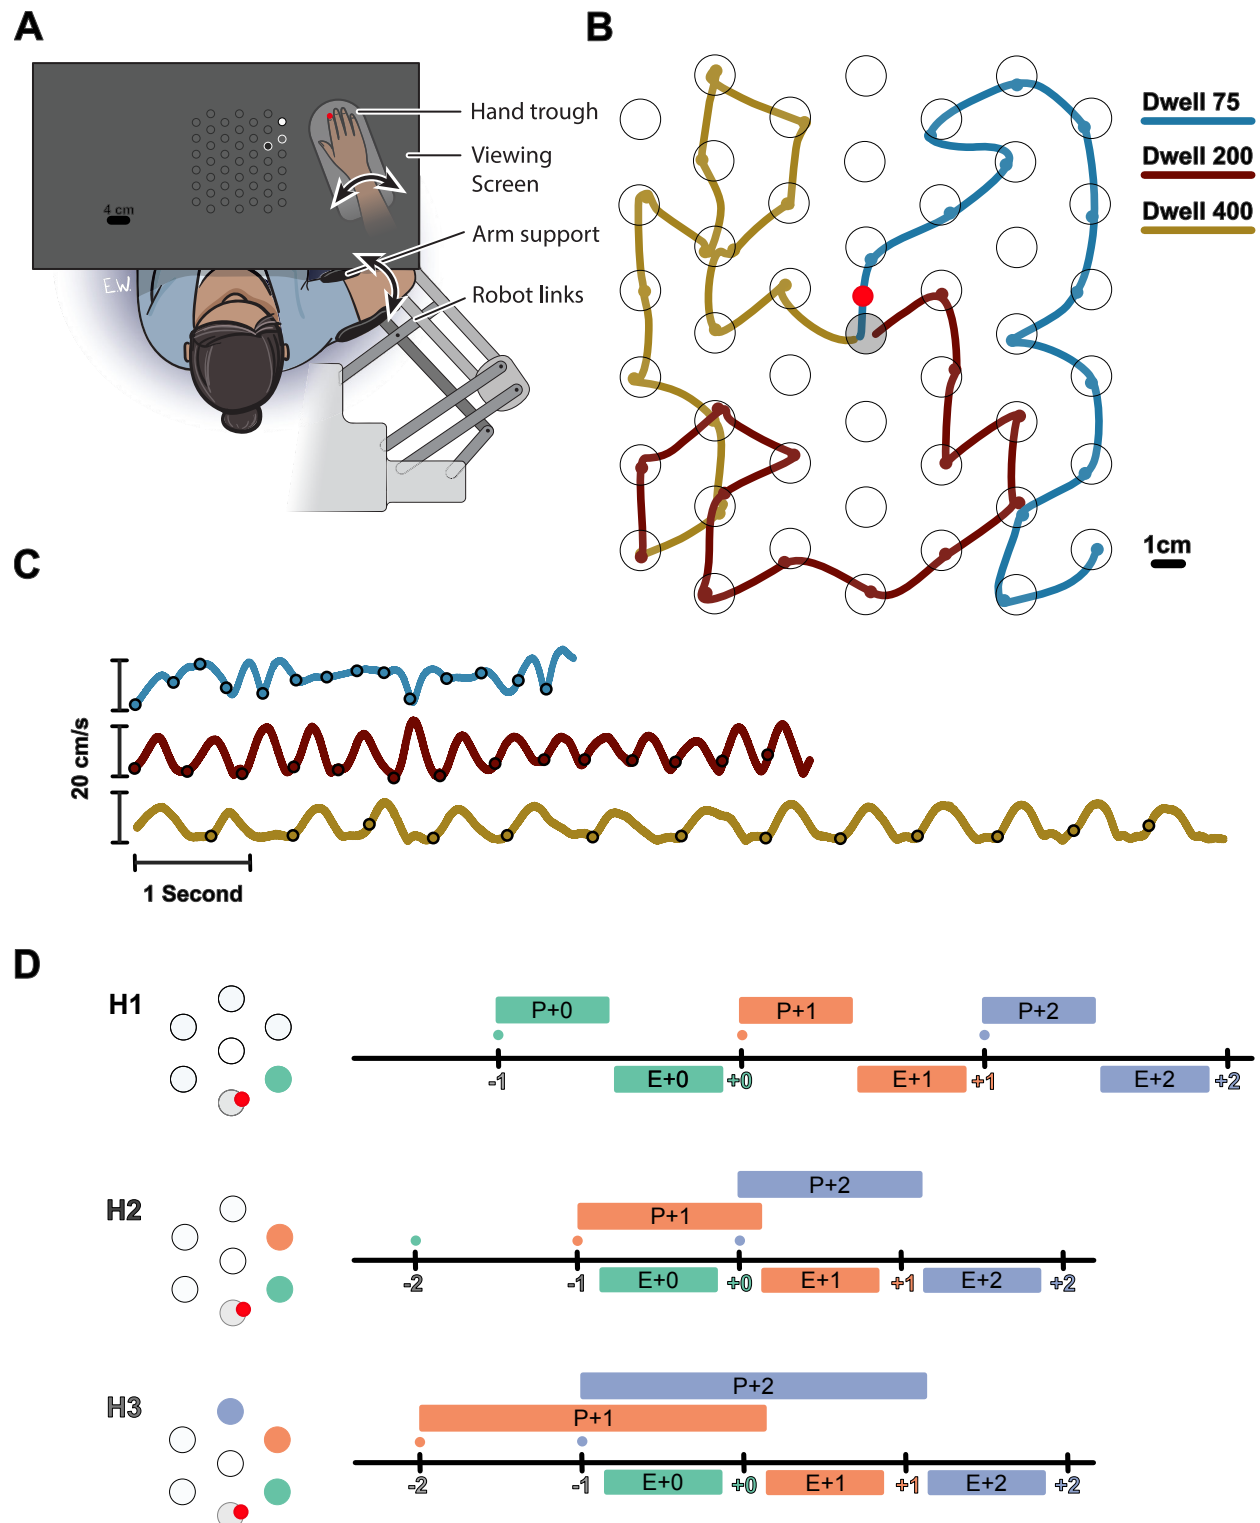 A
Hand trough
Viewing
Screen
Arm support
Robot links
4 cm
E.W.
B
Dwell 75
Dwell 200
Dwell 400
1cm
C
20 cm/s
1 Second
D
H1
P+0
P+1
P+2
-1
E+0
+0
E+1
+1
E+2
+2
H2
P+2
P+1
-2
-1
E+0
+0
E+1
+1
E+2
+2
H3
P+2
P+1
-2
-1
E+0
+0
E+1
+1
E+2
+2